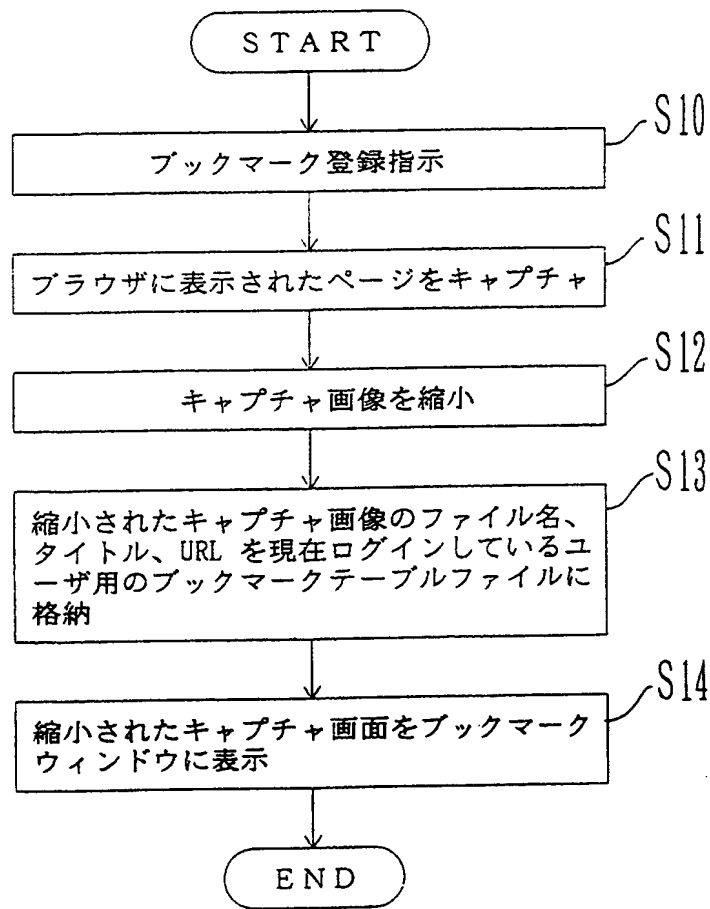 START
S10
ブックマーク登録指示
S11
ブラウザに表示されたページをキャプチャ
S12
キャプチャ画像を縮小
S13
縮小されたキャプチャ画像のファイル名、
タイトル、URL を現在ログインしているユ
ーザ用のブックマークテーブルファイルに
格納
S14
縮小されたキャプチャ画面をブックマーク
ウィンドウに表示
END